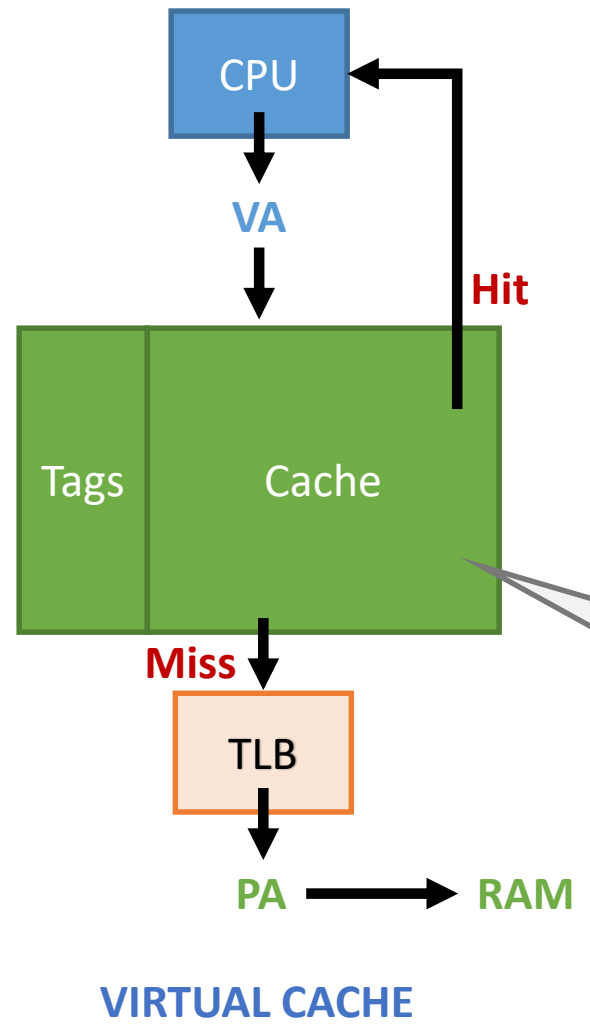 CPU
VA
Hit
Tags
Cache
Miss
TLB
PA
RAM
VIRTUAL CACHE